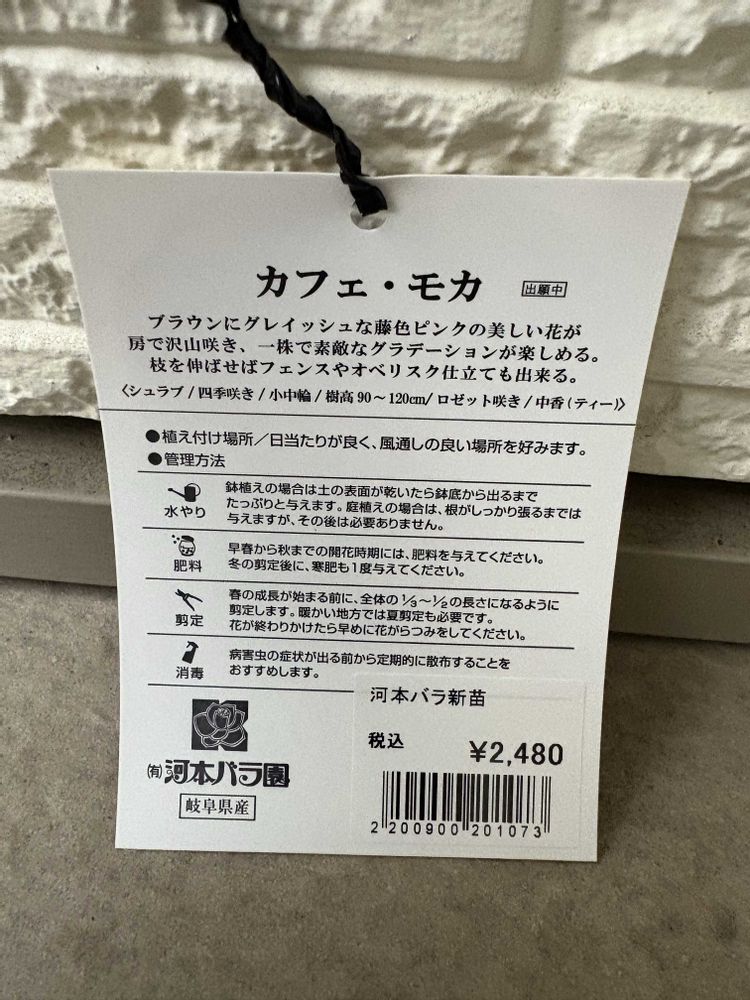 カフェ・モカ 出願中
ブラウンにグレイッシュな藤色ピンクの美しい花が
房で沢山咲き、一株で素敵なグラデーションが楽しめる。
枝を伸ばせばフェンスやオベリスク仕立ても出来る。
〈シュラブ/四季咲き/小中輪/樹高90～120cm/ロゼット咲き/中香(ティー)〉
●植え付け場所／日当たりが良く、風通しの良い場所を好みます。
●管理方法
水やり
鉢植えの場合は土の表面が乾いたら鉢底から出るまで
たっぷりと与えます。庭植えの場合は、根がしっかり張るまでは
与えますが、その後は必要ありません。
肥料
早春から秋までの開花時期には、肥料を与えてください。
冬の剪定後に、寒肥も1度与えてください。
剪定
春の成長が始まる前に、全体の1/3～1/2の長さになるように
剪定します。暖かい地方では夏剪定も必要です。
花が終わりかけたら早めに花がらつみをしてください。
消毒
病害虫の症状が出る前から定期的に散布することを
おすすめします。
(有)河本バラ園
岐阜県産
河本バラ新苗
税込 ¥2,480
2 200900 201073